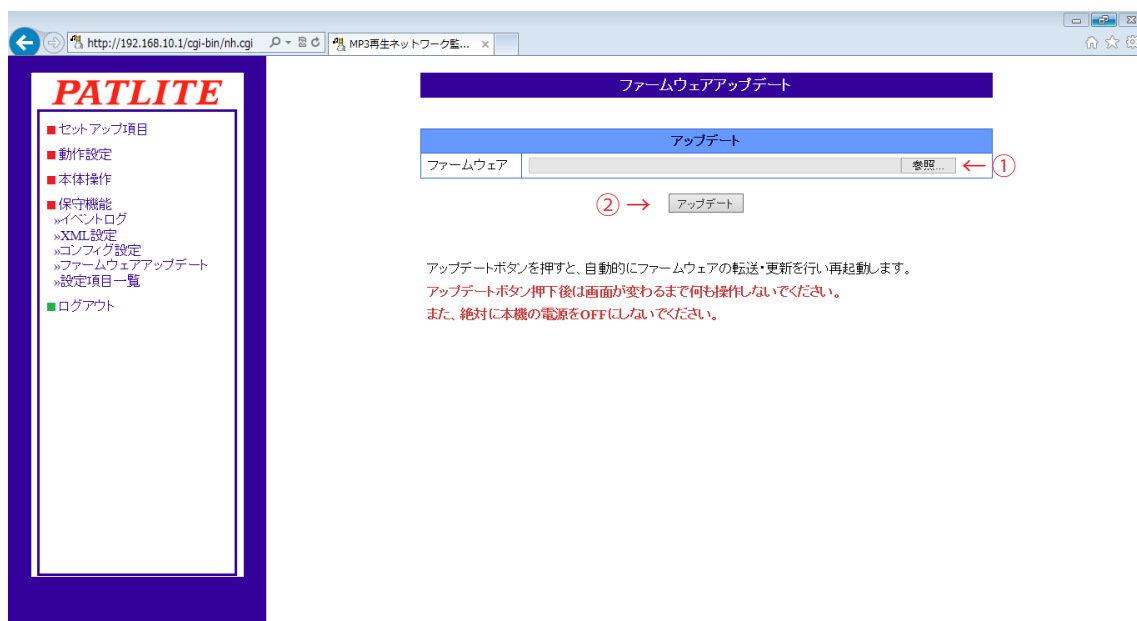 http://192.168.10.1/cgi-bin/nh.cgi
MP3再生ネットワーク監...
PATLITE
セットアップ項目
動作設定
本体操作
保守機能
»イベントログ
»XML設定
»コンフィグ設定
»ファームウェアアップデート
»設定項目一覧
ログアウト
ファームウェアアップデート
アップデート
ファームウェア 参照... ← ①
② → アップデート
アップデートボタンを押すと、自動的にファームウェアの転送・更新を行い再起動します。
アップデートボタン押下後は画面が変わるまで何も操作しないでください。
また、絶対に本機の電源をOFFにしないでください。